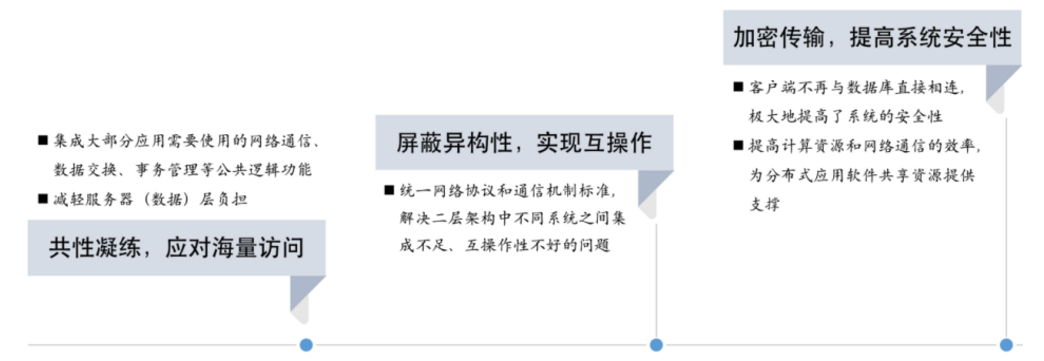 ■ 集成大部分应用需要使用的网络通信、
数据交换、事务管理等公共逻辑功能
■ 减轻服务器（数据）层负担
共性凝练，应对海量访问
屏蔽异构性，实现互操作
■ 统一网络协议和通信机制标准，
解决二层架构中不同系统之间集
成不足、互操作性不好的问题
加密传输，提高系统安全性
■ 客户端不再与数据库直接相连，
极大地提高了系统的安全性
■ 提高计算资源和网络通信的效率，
为分布式应用软件共享资源提供
支撑